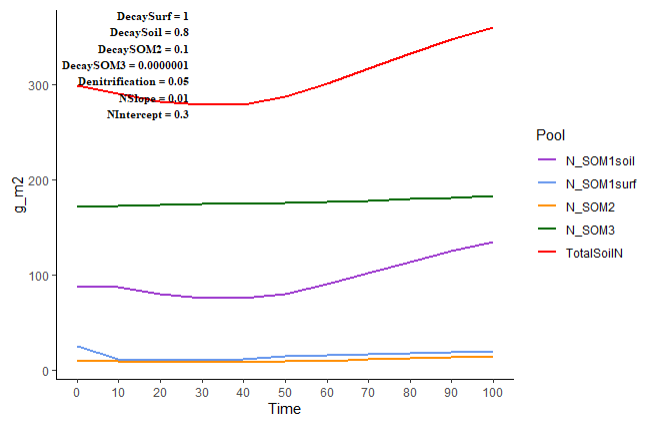 DecaySurf = 1
DecaySoil = 0.8
DecaySOM2 = 0.1
DecaySOM3 = 0.0000001
Denitrification = 0.05
NSlope = 0.01
NIntercept = 0.3
300
200
100
0
g_m2
0 10 20 30 40 50 60 70 80 90 100
Time
Pool
N_SOM1soil
N_SOM1surf
N_SOM2
N_SOM3
TotalSoilN